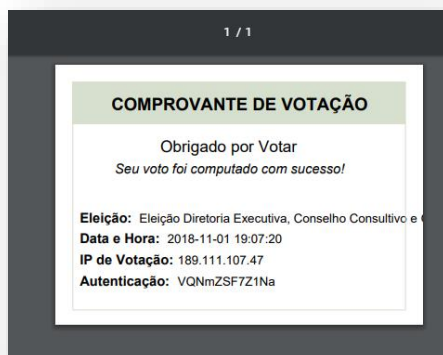 1 / 1
COMPROVANTE DE VOTAÇÃO
Obrigado por Votar
Seu voto foi computado com sucesso!
Eleição: Eleição Diretoria Executiva, Conselho Consultivo e
Data e Hora: 2018-11-01 19:07:20
IP de Votação: 189.111.107.47
Autenticação: VQNmZSF7Z1Na